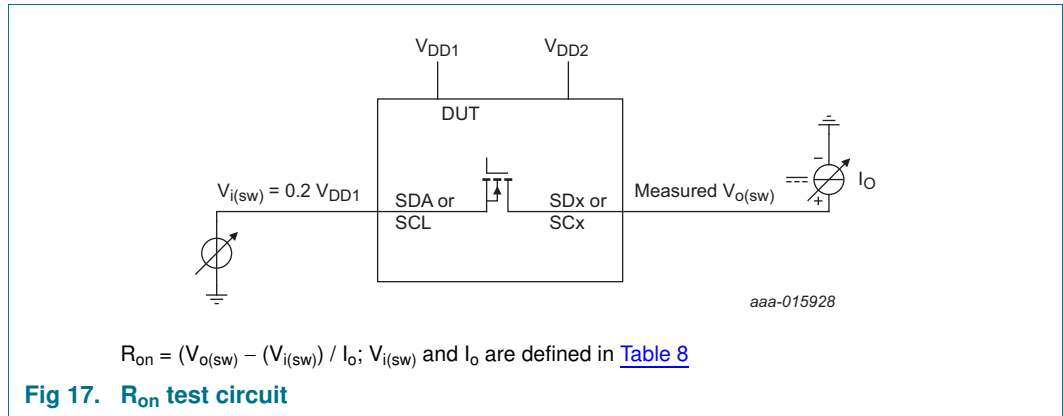 VDD1
VDD2
DUT
Vi(sw) = 0.2 VDD1
SDA or
SCL
SDx or
SCx
Measured Vo(sw)
−
+
IO
aaa-015928
Ron = (Vo(sw) − (Vi(sw)) / Io; Vi(sw) and Io are defined in Table 8
Fig 17. Ron test circuit